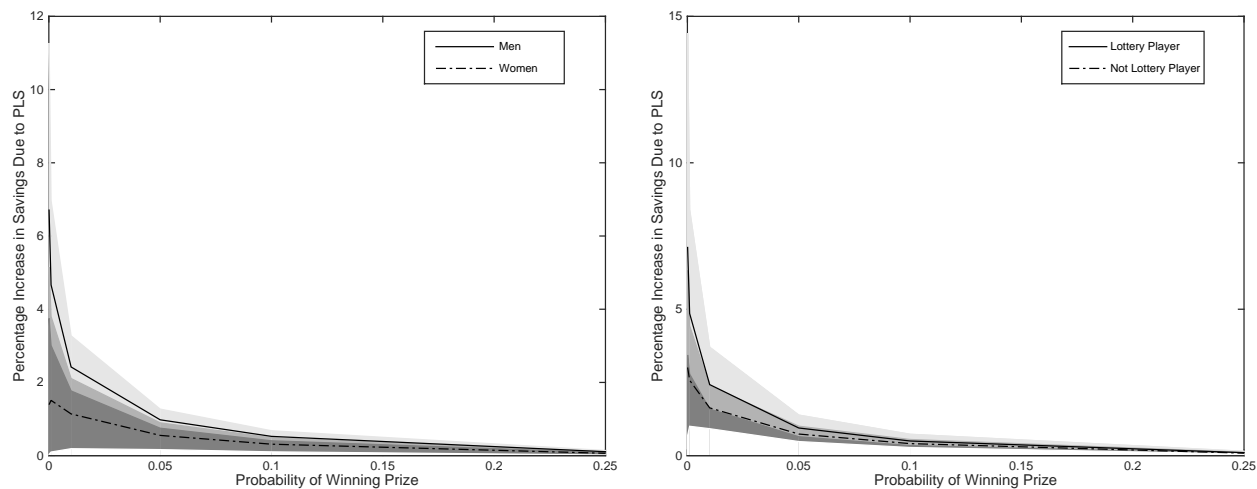 12
10
8
6
4
2
0
0
0.05
0.1
0.15
0.2
0.25
Percentage Increase in Savings Due to PLS
Probability of Winning Prize
Men
Women
15
10
5
0
0
0.05
0.1
0.15
0.2
0.25
Percentage Increase in Savings Due to PLS
Probability of Winning Prize
Lottery Player
Not Lottery Player